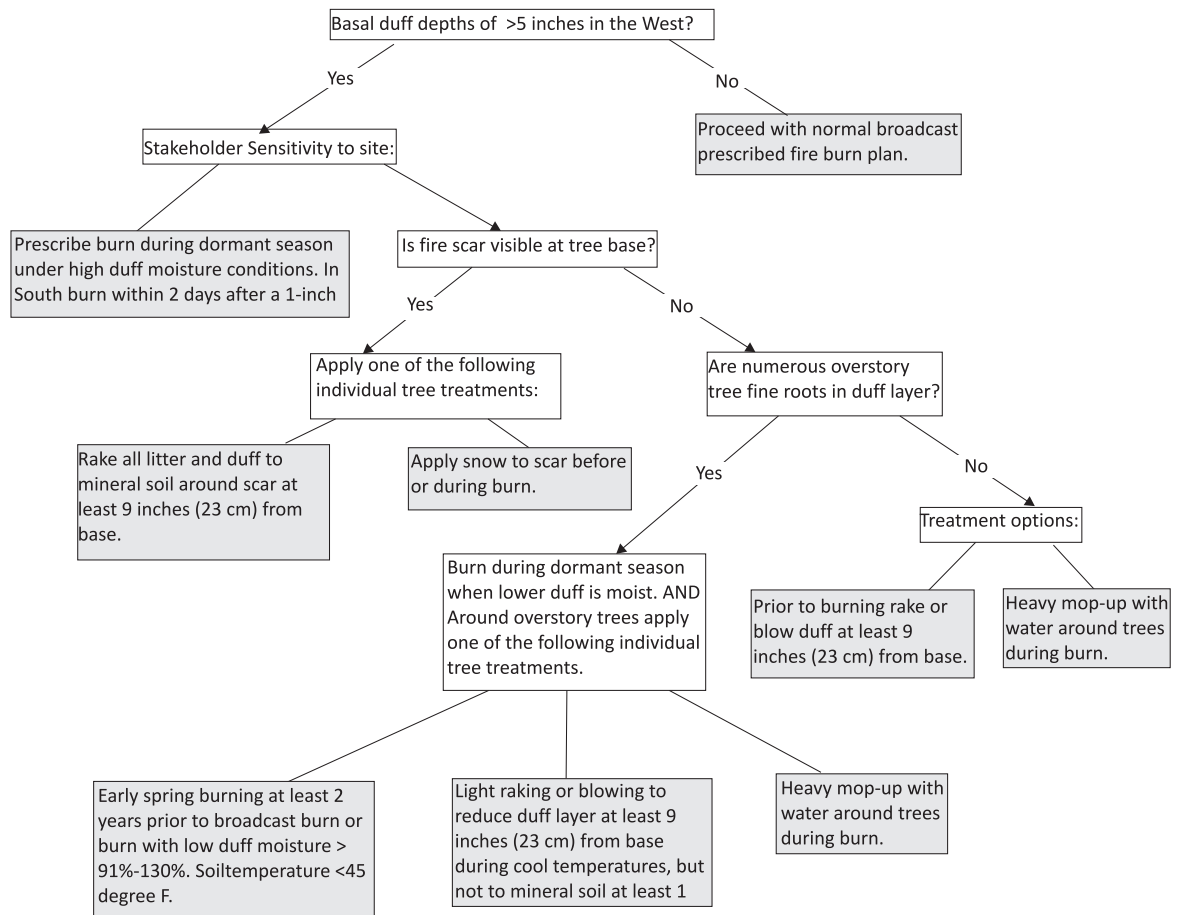 Basal duff depths of >5 inches in the West?
Yes
No
Proceed with normal broadcast
prescribed fire burn plan.
Stakeholder Sensitivity to site:
Prescribe burn during dormant season
under high duff moisture conditions. In
South burn within 2 days after a 1-inch
Is fire scar visible at tree base?
Yes
No
Apply one of the following
individual tree treatments:
Are numerous overstory
tree fine roots in duff layer?
Rake all litter and duff to
mineral soil around scar at
least 9 inches (23 cm) from
base.
Apply snow to scar before
or during burn.
Yes
No
Treatment options:
Burn during dormant season
when lower duff is moist. AND
Around overstory trees apply
one of the following individual
tree treatments.
Prior to burning rake or
blow duff at least 9
inches (23 cm) from base.
Heavy mop-up with
water around trees
during burn.
Early spring burning at least 2
years prior to broadcast burn or
burn with low duff moisture >
91%-130%. Soiltemperature <45
degree F.
Light raking or blowing to
reduce duff layer at least 9
inches (23 cm) from base
during cool temperatures, but
not to mineral soil at least 1
Heavy mop-up with
water around trees
during burn.